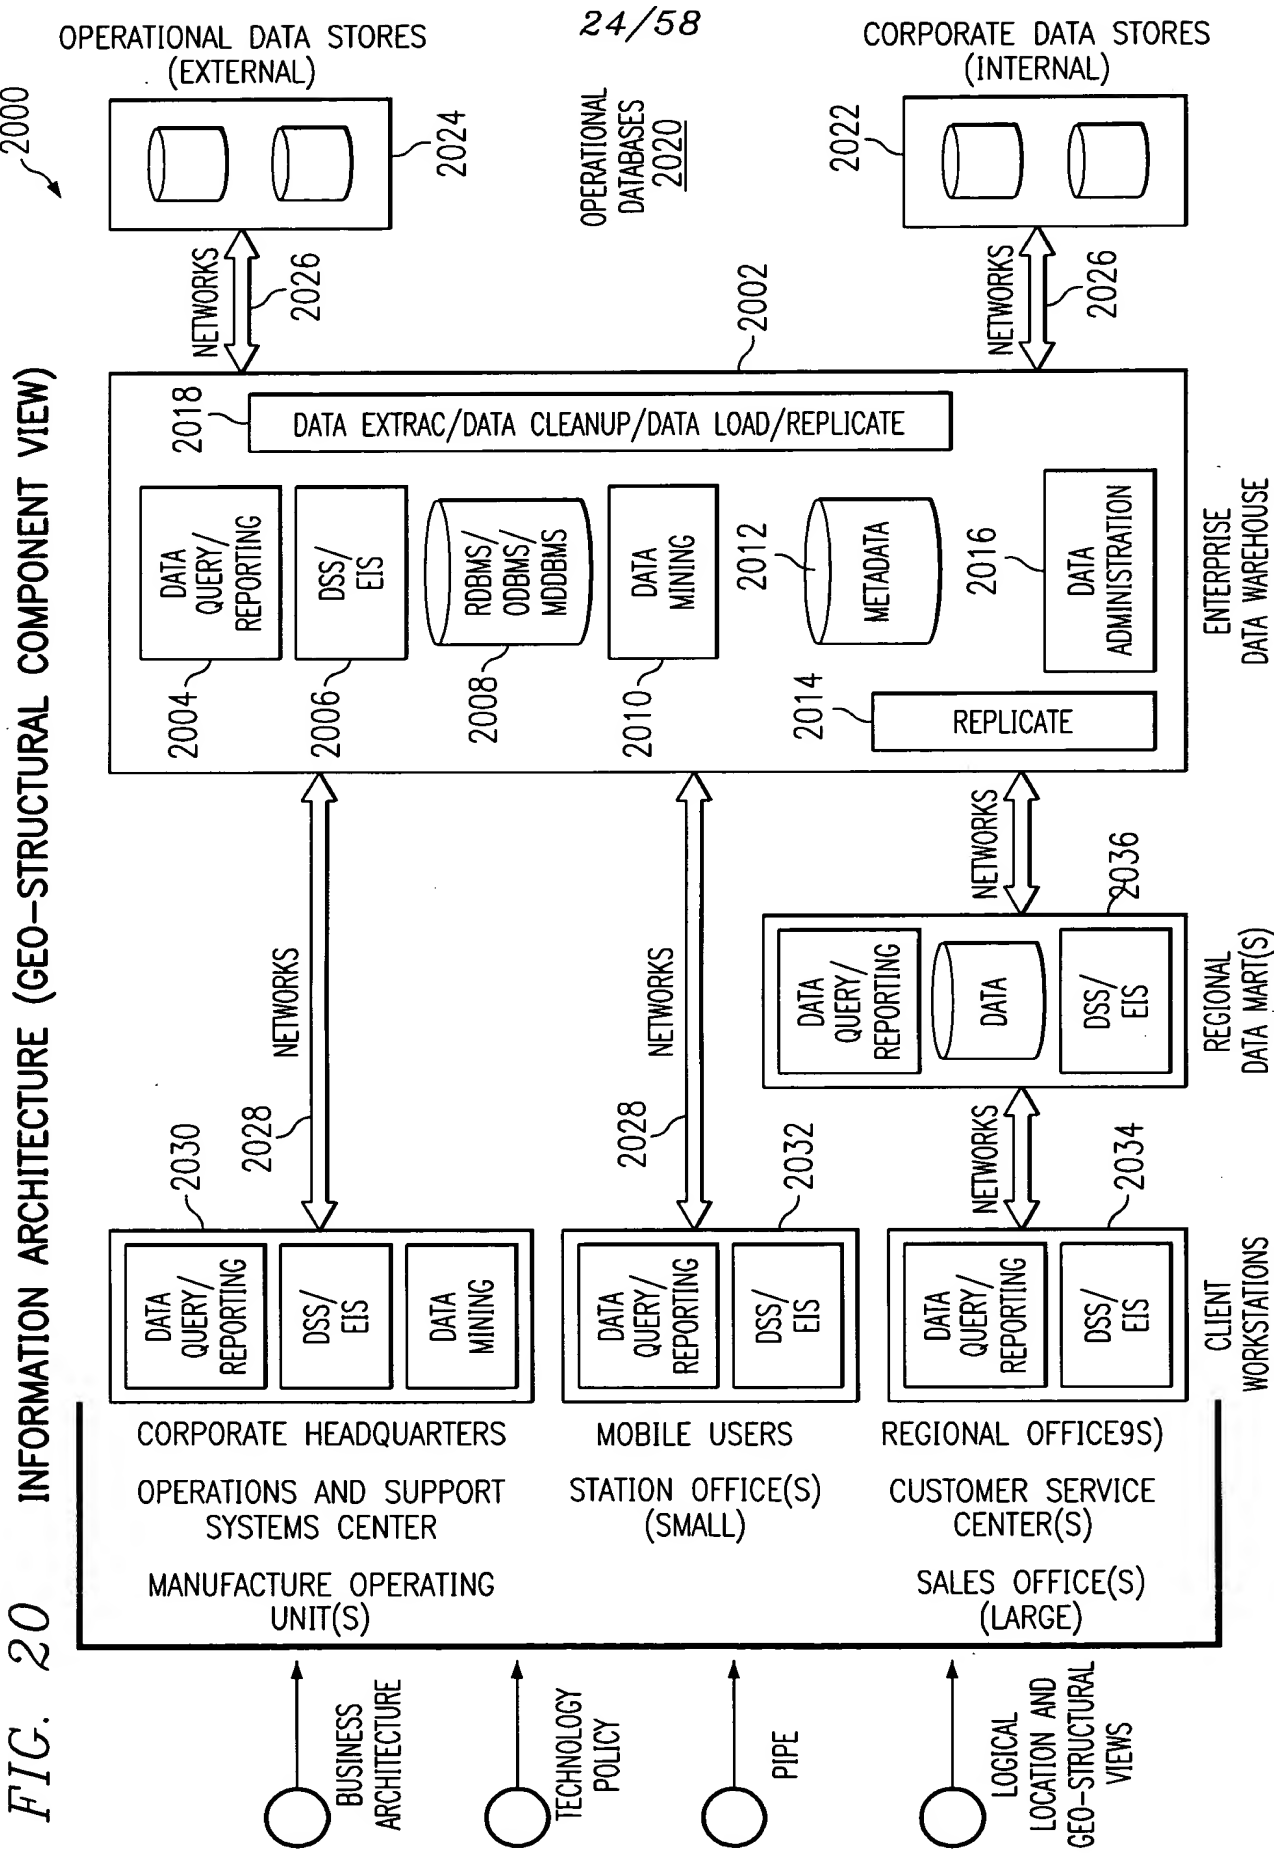 24/58
FIG. 20
INFORMATION ARCHITECTURE (GEO-STRUCTURAL COMPONENT VIEW)
2000
OPERATIONAL DATA STORES
(EXTERNAL)
2024
OPERATIONAL
DATABASES
2020
CORPORATE DATA STORES
(INTERNAL)
2022
NETWORKS
2026
NETWORKS
2026
2002
2018
DATA EXTRAC/DATA CLEANUP/DATA LOAD/REPLICATE
DATA
QUERY/
REPORTING
2004
DSS/
EIS
2006
RDBMS/
ODBMS/
MDDBMS
2008
DATA
MINING
2010
METADATA
2012
DATA
ADMINISTRATION
2016
REPLICATE
2014
ENTERPRISE
DATA WAREHOUSE
NETWORKS
2028
NETWORKS
2028
NETWORKS
2036
DATA
QUERY/
REPORTING
DATA
DSS/
EIS
REGIONAL
DATA MART(S)
NETWORKS
2030
DATA
QUERY/
REPORTING
DSS/
EIS
DATA
MINING
2032
DATA
QUERY/
REPORTING
DSS/
EIS
2034
DATA
QUERY/
REPORTING
DSS/
EIS
CLIENT
WORKSTATIONS
CORPORATE HEADQUARTERS
OPERATIONS AND SUPPORT
SYSTEMS CENTER
MANUFACTURE OPERATING
UNIT(S)
MOBILE USERS
STATION OFFICE(S)
(SMALL)
REGIONAL OFFICE9S)
CUSTOMER SERVICE
CENTER(S)
SALES OFFICE(S)
(LARGE)
BUSINESS
ARCHITECTURE
TECHNOLOGY
POLICY
PIPE
LOGICAL
LOCATION AND
GEO-STRUCTURAL
VIEWS